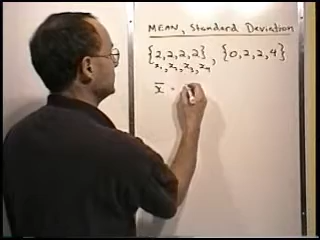 MEAN, Standard Deviation
{2,2,2,2}, {0,2,2,4}
x₁, x₂, x₃, x₄
x̄ =